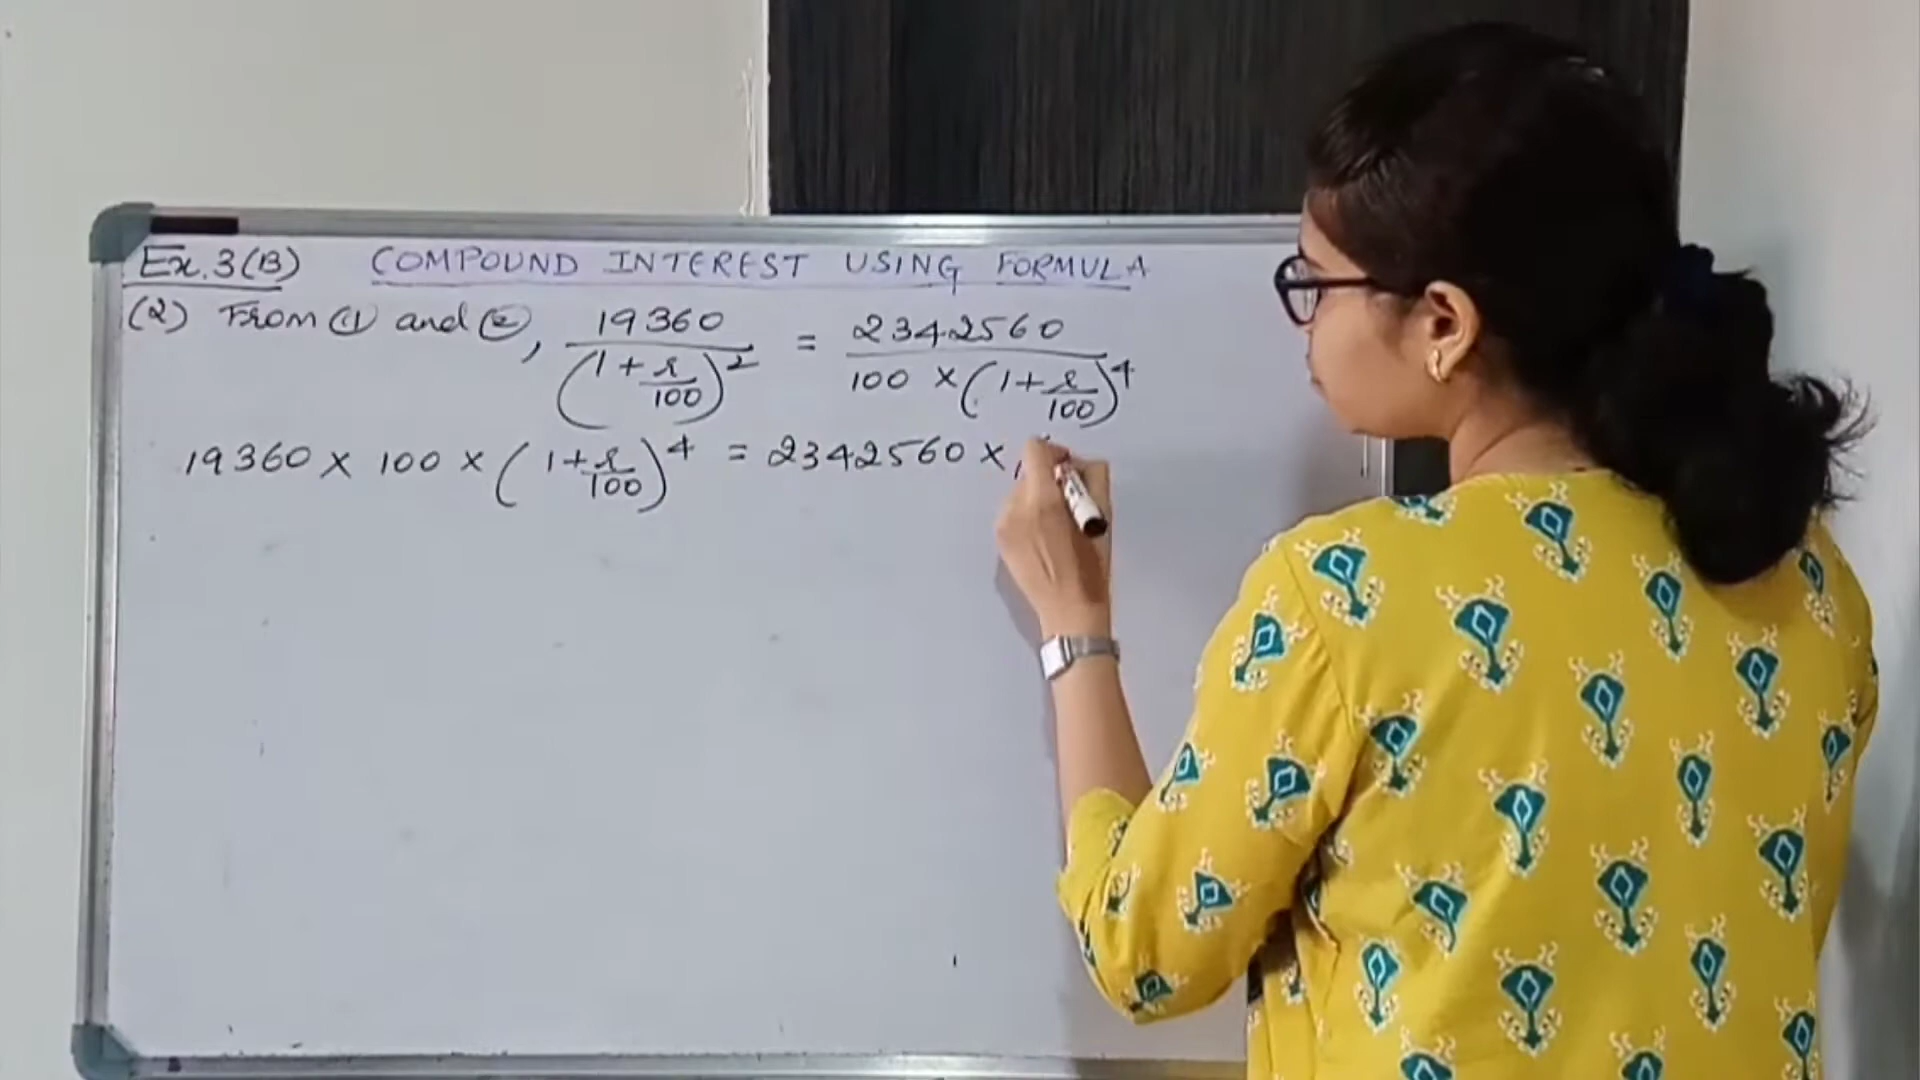 Ex. 3(B) COMPOUND INTEREST USING FORMULA
(2) From ① and ②, 19360 / (1 + r/100)² = 2342560 / 100 × (1 + r/100)⁴
19360 × 100 × (1 + r/100)⁴ = 2342560 ×